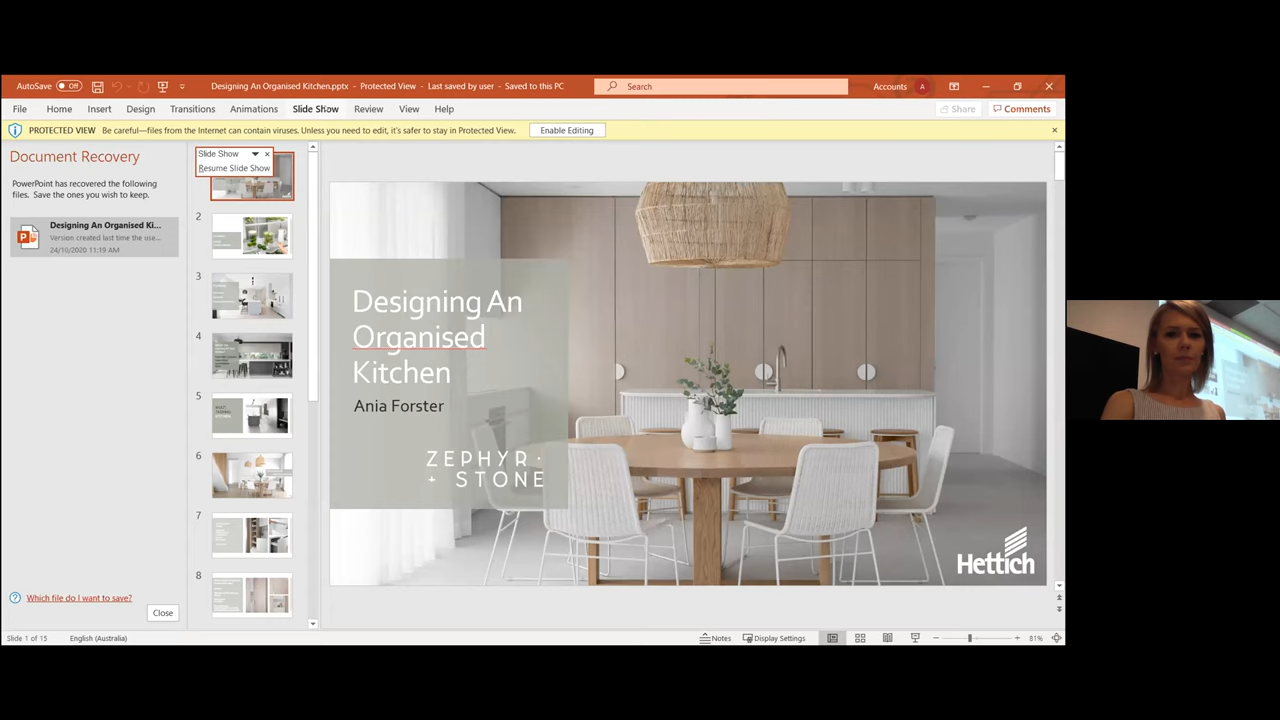 AutoSave Off
Designing An Organised Kitchen.pptx - Protected View - Last saved by user - Saved to this PC
Search
Accounts A
File Home Insert Design Transitions Animations Slide Show Review View Help
Share Comments
PROTECTED VIEW Be careful—files from the Internet can contain viruses. Unless you need to edit, it's safer to stay in Protected View. Enable Editing
Document Recovery
PowerPoint has recovered the following
files. Save the ones you wish to keep.
Designing An Organised Ki...
Version created last time the use...
24/10/2020 11:19 AM
Which file do I want to save?
Close
Slide Show
Resume Slide Show
2
3
4
5
6
7
8
Designing An
Organised
Kitchen
Ania Forster
ZEPHYR ·
+ STONE
Hettich
Slide 1 of 15 English (Australia)
Notes Display Settings 81%